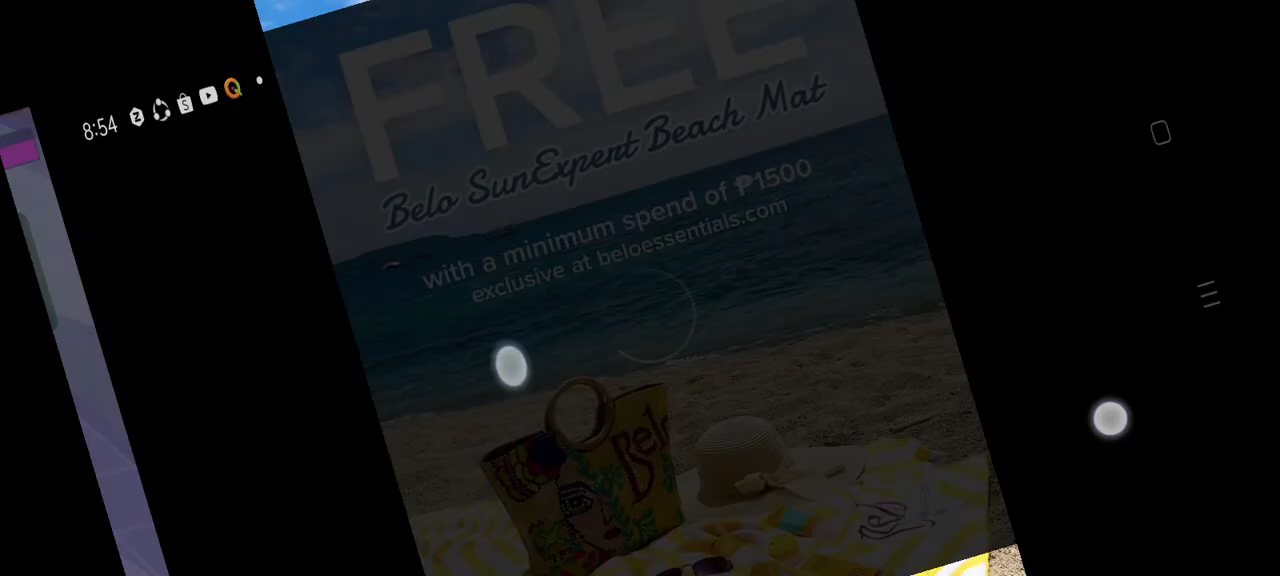 8:54
FREE
Belo SunExpert Beach Mat
with a minimum spend of ₱1500
exclusive at beloessentials.com
Belo